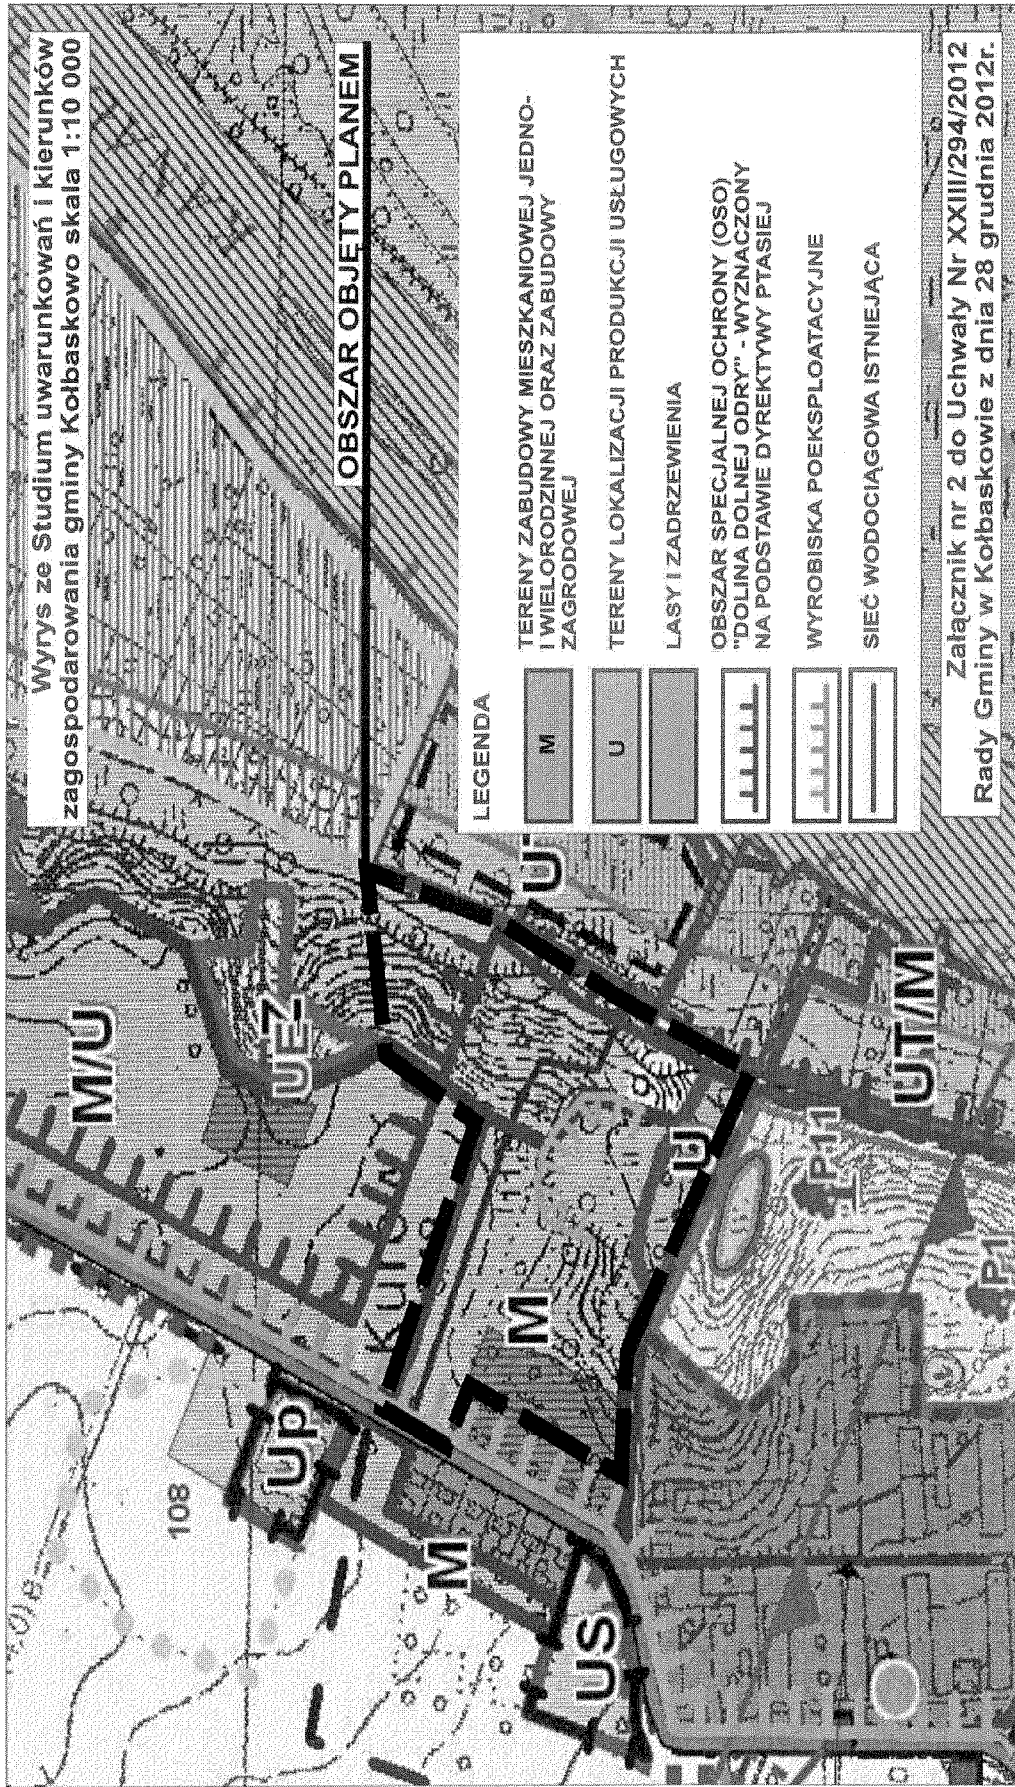 Wyrys ze Studium uwarunkowań i kierunków
zagospodarowania gminy Kołbaskowo skala 1:10 000
OBSZAR OBJĘTY PLANEM
M/U
UEZ
Up
108
M
US
M
U
UT/M
P11
LEGENDA
M
TERENY ZABUDOWY MIESZKANIOWEJ JEDNO-
I WIELORODZINNEJ ORAZ ZABUDOWY
ZAGRODOWEJ
U
TERENY LOKALIZACJI PRODUKCJI USŁUGOWYCH
LASY I ZADRZEWIENIA
OBSZAR SPECJALNEJ OCHRONY (OSO)
"DOLINA DOLNEJ ODRY" - WYZNACZONY
NA PODSTAWIE DYREKTYWY PTASIEJ
WYROBISKA POEKSPLOATACYJNE
SIEĆ WODOCIĄGOWA ISTNIEJĄCA
Załącznik nr 2 do Uchwały Nr XXIII/294/2012
Rady Gminy w Kołbaskowie z dnia 28 grudnia 2012r.